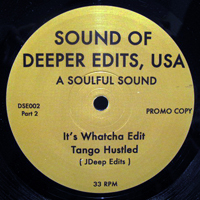 SOUND OF
DEEPER EDITS, USA
A SOULFUL SOUND
DSE002
Part 2
PROMO COPY
It's Whatcha Edit
Tango Hustled
( JDeep Edits )
33 RPM